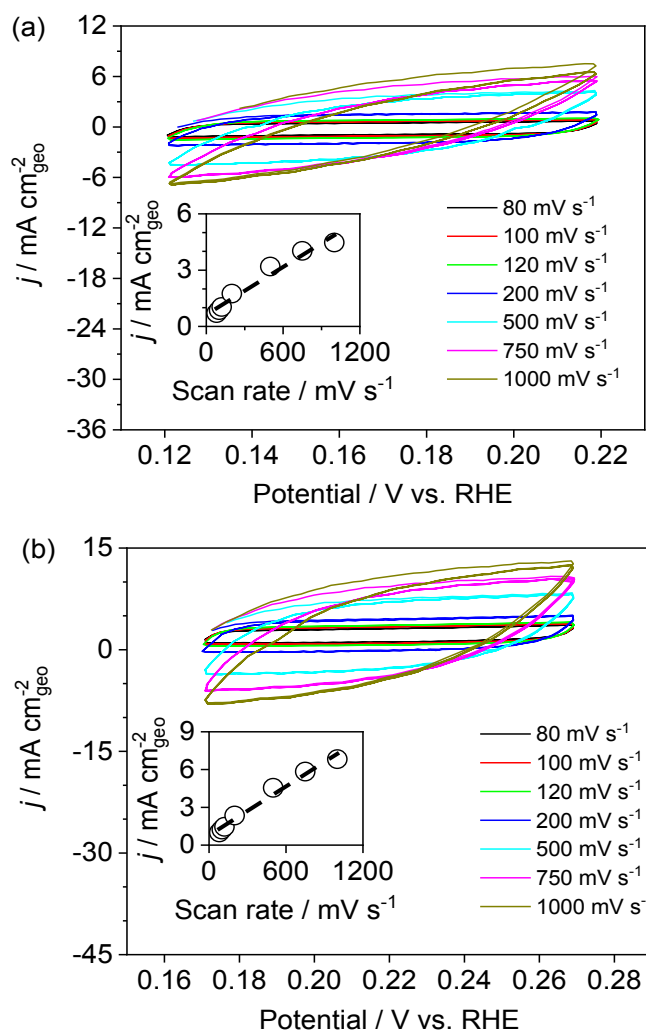 (a)
12
6
0
-6
-12
-18
-24
-30
-36
j / mA cm⁻²geo
6
4
2
0
j / mA cm⁻²geo
0 600 1200
Scan rate / mV s⁻¹
80 mV s⁻¹
100 mV s⁻¹
120 mV s⁻¹
200 mV s⁻¹
500 mV s⁻¹
750 mV s⁻¹
1000 mV s⁻¹
0.12 0.14 0.16 0.18 0.20 0.22
Potential / V vs. RHE
(b)
15
0
-15
-30
-45
j / mA cm⁻²geo
9
6
3
0
j / mA cm⁻²geo
0 600 1200
Scan rate / mV s⁻¹
80 mV s⁻¹
100 mV s⁻¹
120 mV s⁻¹
200 mV s⁻¹
500 mV s⁻¹
750 mV s⁻¹
1000 mV s⁻¹
0.16 0.18 0.20 0.22 0.24 0.26 0.28
Potential / V vs. RHE